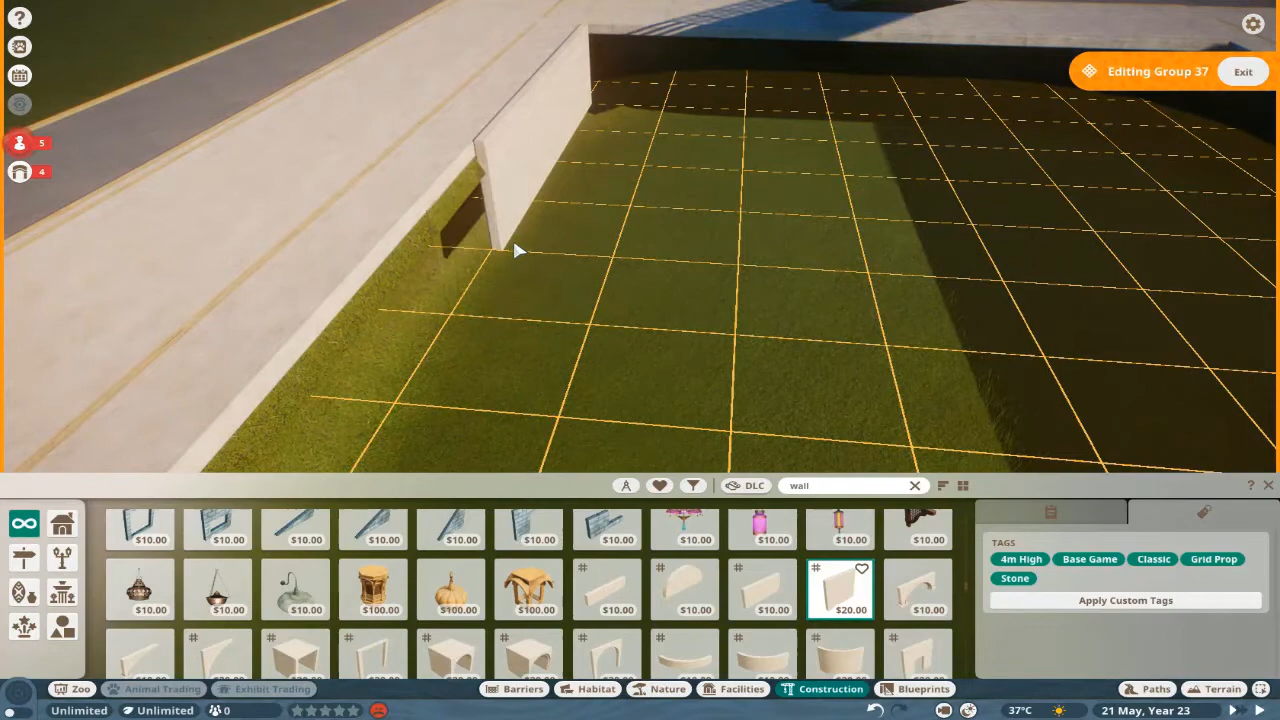 ?
Editing Group 37 Exit
5
4
DLC wall ?
$10.00 $10.00 $10.00 $10.00 $10.00 $10.00 $10.00 $10.00 $10.00 $10.00 $10.00
$10.00 $10.00 $10.00 $100.00 $100.00 $100.00 $10.00 $10.00 $10.00 $20.00 $10.00
TAGS
4m High Base Game Classic Grid Prop
Stone
Apply Custom Tags
Zoo Animal Trading Exhibit Trading Barriers Habitat Nature Facilities Construction Blueprints Paths Terrain
Unlimited Unlimited 0 37°C 21 May, Year 23